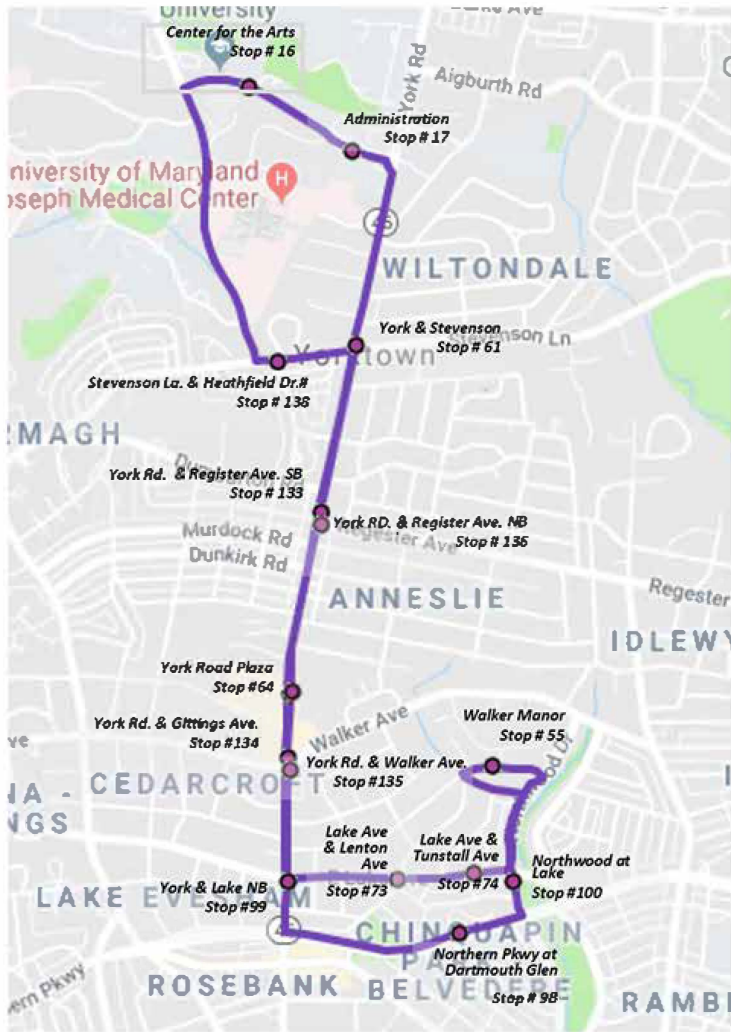 University
Center for the Arts
Stop # 16
York Rd
Aigburth Rd
Administration
Stop # 17
niversity of Maryland
oseph Medical Center
H
45
WILTONDALE
York & Stevenson
Stop # 61
Stevenson Ln
Yorktown
Stevenson La. & Heathfield Dr.#
Stop # 138
RMAGH
York Rd. & Register Ave. SB
Stop # 133
York RD. & Register Ave. NB
Stop # 136
Murdock Rd
Regester Ave
Dunkirk Rd
Regester
ANNESLIE
IDLEWY
York Road Plaza
Stop #64
York Rd. & Gittings Ave.
Stop #134
Walker Ave
Walker Manor
Stop # 55
York Rd. & Walker Ave.
Stop #135
CEDARCROFT
NA -
NGS
Lake Ave
& Lenton
Ave
Stop #73
Lake Ave &
Tunstall Ave
Stop #74
Northwood at
Lake
Stop #100
York & Lake NB
Stop #99
LAKE EVESHAM
45
CHINQUAPIN
PARK
BELVEDERE
Northern Pkwy at
Dartmouth Glen
Stop # 98
ROSEBANK
ern Pkwy
RAMBL